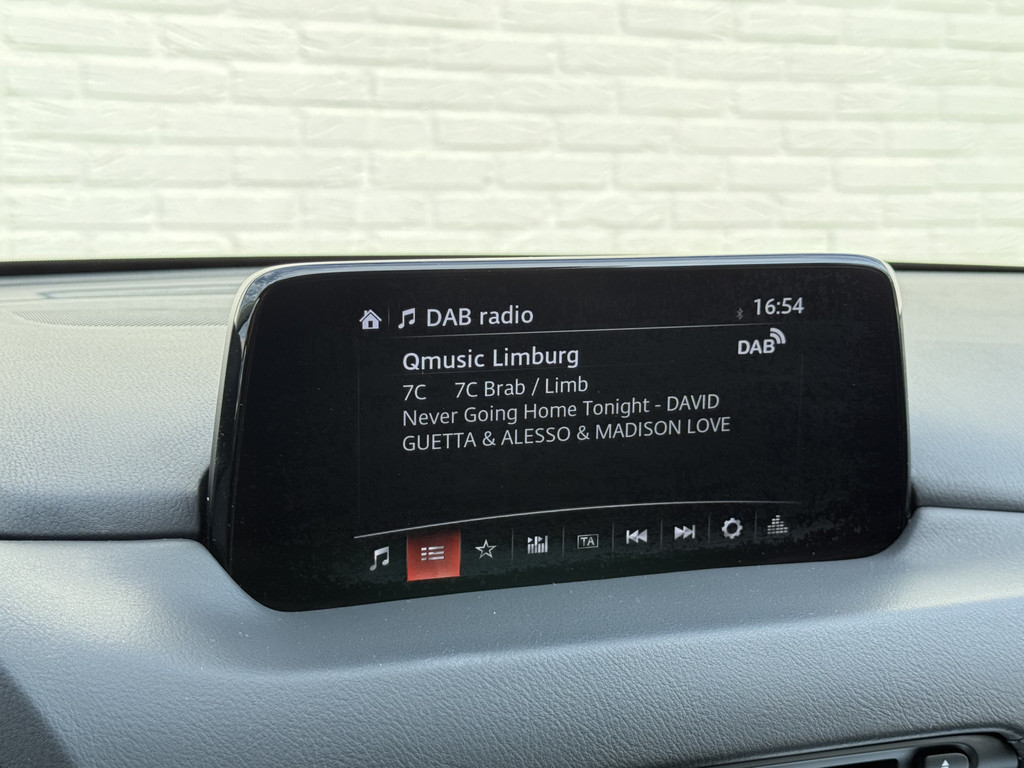 DAB radio
16:54
Qmusic Limburg
DAB
7C 7C Brab / Limb
Never Going Home Tonight - DAVID
GUETTA & ALESSO & MADISON LOVE
TA